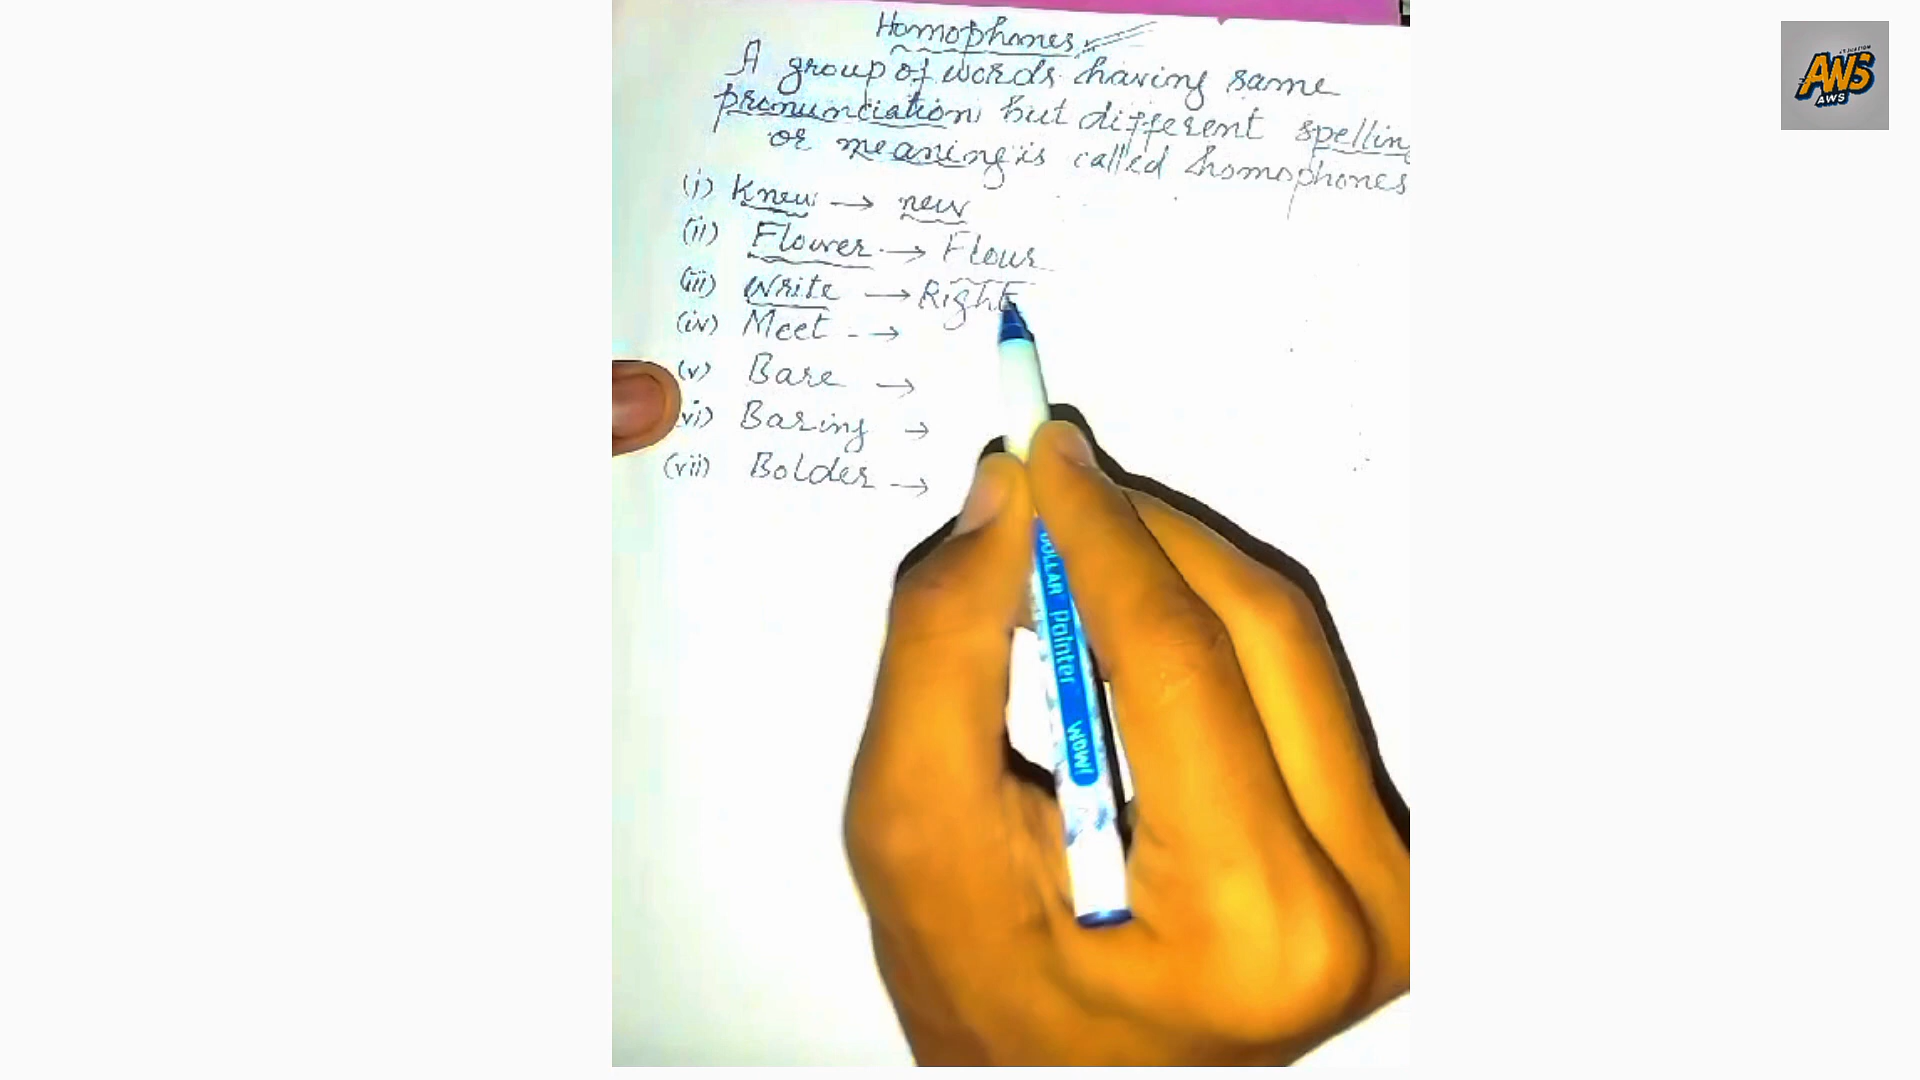 Homophones
A group of words having same
pronunciation but different spelling
or meaning is called homophones
(i) Knew → new
(ii) Flower → Flour
(iii) Write → Right
(iv) Meet →
(v) Bare →
vi) Baring →
(vii) Bolder →
DOLLAR Pointer WOW!
AWS
AWS